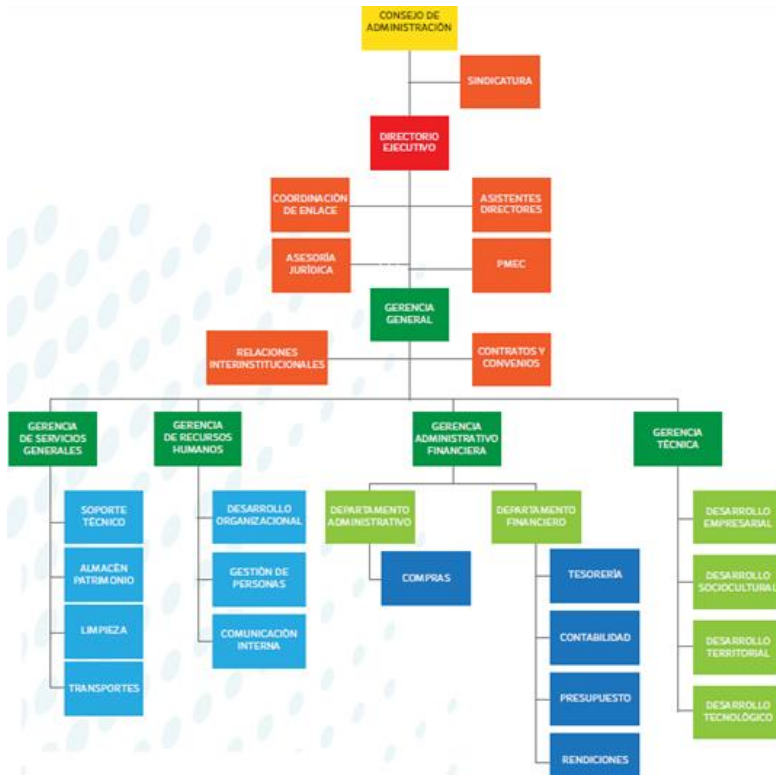 CONSEJO DE
ADMINISTRACIÓN
SINDICATURA
DIRECTORIO
EJECUTIVO
COORDINACIÓN
DE ENLACE
ASISTENTES
DIRECTORES
ASESORÍA
JURÍDICA
PMEC
GERENCIA
GENERAL
RELACIONES
INTERINSTITUCIONALES
CONTRATOS Y
CONVENIOS
GERENCIA
DE SERVICIOS
GENERALES
GERENCIA
DE RECURSOS
HUMANOS
GERENCIA
ADMINISTRATIVO
FINANCIERA
GERENCIA
TÉCNICA
SOPORTE
TÉCNICO
ALMACÉN
PATRIMONIO
LIMPIEZA
TRANSPORTES
DESARROLLO
ORGANIZACIONAL
GESTIÓN DE
PERSONAS
COMUNICACIÓN
INTERNA
DEPARTAMENTO
ADMINISTRATIVO
COMPRAS
DEPARTAMENTO
FINANCIERO
TESORERÍA
CONTABILIDAD
PRESUPUESTO
RENDICIONES
DESARROLLO
EMPRESARIAL
DESARROLLO
SOCIOCULTURAL
DESARROLLO
TERRITORIAL
DESARROLLO
TECNOLÓGICO